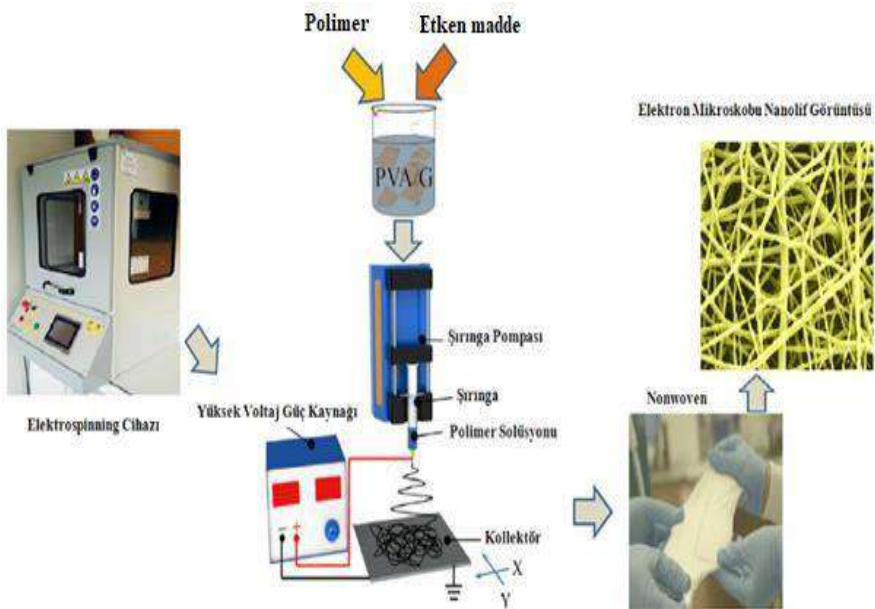 Polimer
Etken madde
Elektron Mikroskobu Nanolif Görüntüsü
PVA/G
Şırınga Pompası
Şırınga
Polimer Solüsyonu
Nonwoven
Yüksek Voltaj Güç Kaynağı
Elektrospinning Cihazı
Kollektör
X
Y